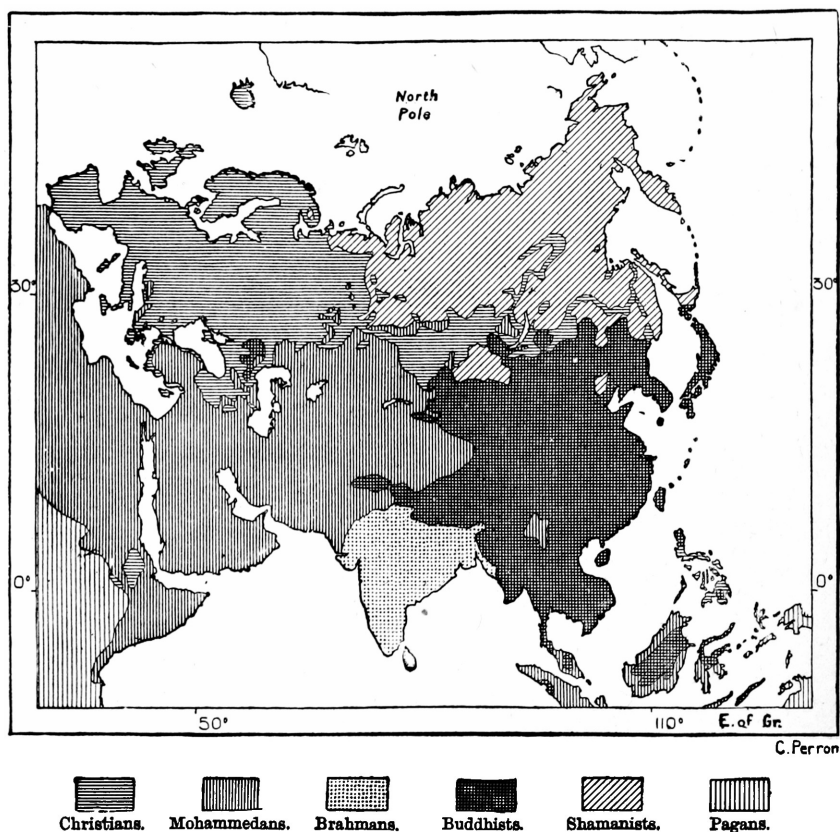 North
Pole
30°
30°
0°
0°
50°
110°
E. of Gr.
C. Perron
Christians.
Mohammedans.
Brahmans.
Buddhists.
Shamanists.
Pagans.